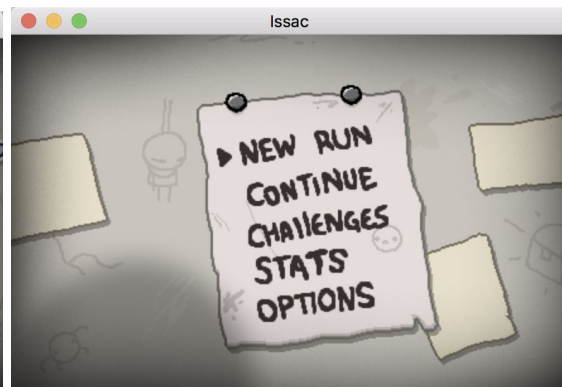 Issac
NEW RUN
CONTINUE
CHAllENGES
STATS
OPTIONS